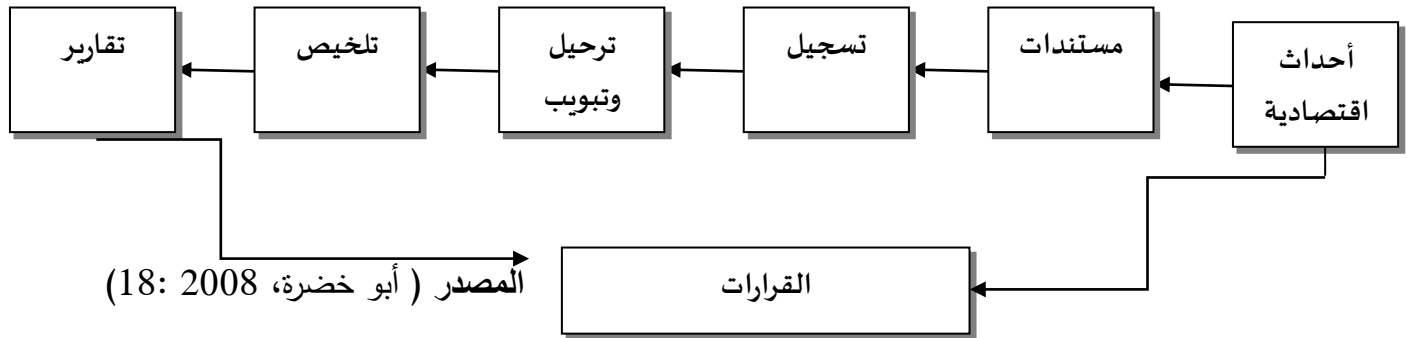 أحداث
اقتصادية
مستندات
تسجيل
ترحيل
وتبويب
تلخيص
تقارير
القرارات
المصدر ( أبو خضرة، 2008 :18)